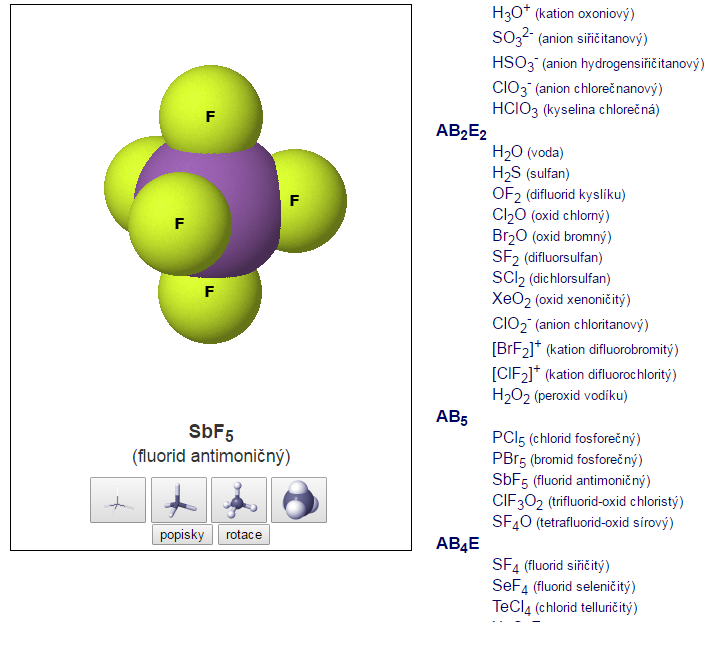 F
F
F
F
SbF₅
(fluorid antimoničný)
popisky
rotace
H₃O⁺ (kation oxoniový)
SO₃²⁻ (anion siřičitanový)
HSO₃⁻ (anion hydrogensiřičitanový)
ClO₃⁻ (anion chlorečnanový)
HClO₃ (kyselina chlorečná)
AB₂E₂
H₂O (voda)
H₂S (sulfan)
OF₂ (difluorid kyslíku)
Cl₂O (oxid chlorný)
Br₂O (oxid bromný)
SF₂ (difluorsulfan)
SCl₂ (dichlorsulfan)
XeO₂ (oxid xenoničitý)
ClO₂⁻ (anion chloritanový)
[BrF₂]⁺ (kation difluorobromitý)
[ClF₂]⁺ (kation difluorochloritý)
H₂O₂ (peroxid vodíku)
AB₅
PCl₅ (chlorid fosforečný)
PBr₅ (bromid fosforečný)
SbF₅ (fluorid antimoničný)
ClF₃O₂ (trifluorid-oxid chloristý)
SF₄O (tetrafluorid-oxid sírový)
AB₄E
SF₄ (fluorid siřičitý)
SeF₄ (fluorid seleničitý)
TeCl₄ (chlorid telluričitý)